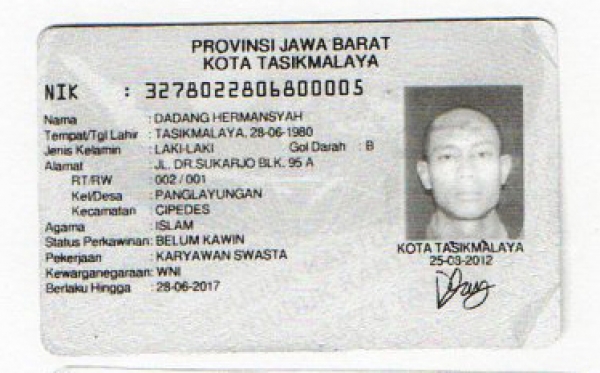 PROVINSI JAWA BARAT
KOTA TASIKMALAYA
NIK : 3278022806800005
Nama : DADANG HERMANSYAH
Tempat/Tgl Lahir : TASIKMALAYA, 28-06-1980
Jenis Kelamin : LAKI-LAKI Gol Darah : B
Alamat : JL. DR.SUKARJO BLK. 95 A
RT/RW : 002 / 001
Kel/Desa : PANGLAYUNGAN
Kecamatan : CIPEDES
Agama : ISLAM
Status Perkawinan: BELUM KAWIN
Pekerjaan : KARYAWAN SWASTA
Kewarganegaraan: WNI
Berlaku Hingga : 28-06-2017
KOTA TASIKMALAYA
25-03-2012